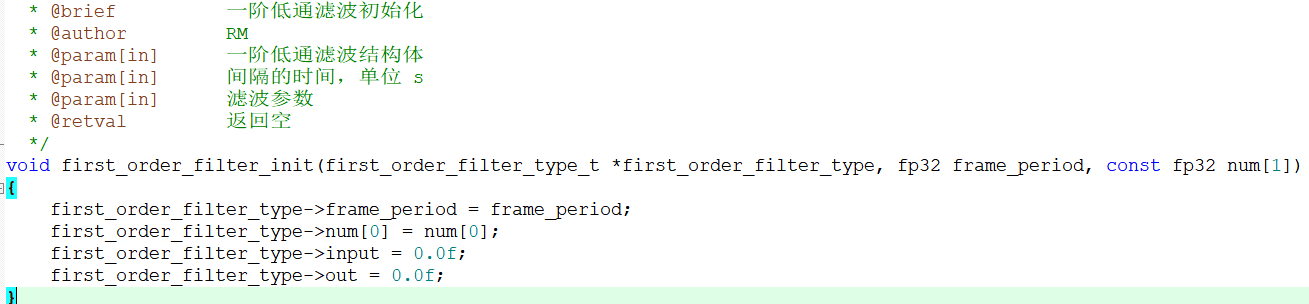 * @brief          一阶低通滤波初始化
* @author         RM
* @param[in]      一阶低通滤波结构体
* @param[in]      间隔的时间，单位 s
* @param[in]      滤波参数
* @retval         返回空
*/
void first_order_filter_init(first_order_filter_type_t *first_order_filter_type, fp32 frame_period, const fp32 num[1])
{
    first_order_filter_type->frame_period = frame_period;
    first_order_filter_type->num[0] = num[0];
    first_order_filter_type->input = 0.0f;
    first_order_filter_type->out = 0.0f;
}